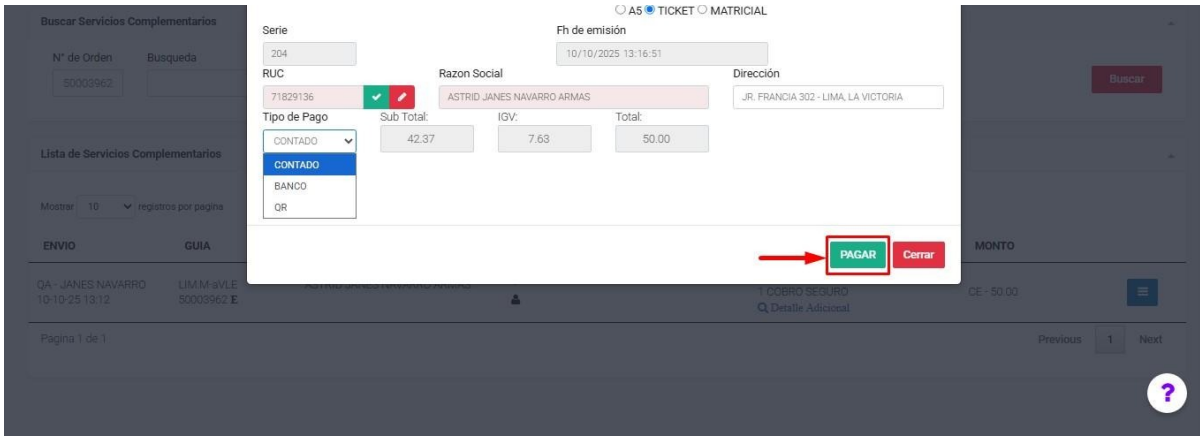 A5 TICKET MATRICIAL
Buscar Servicios Complementarios
Serie
Fh de emisión
204
10/10/2025 13:16:51
N° de Orden
Busqueda
RUC
Razon Social
Dirección
50003962
Buscar
71829136
ASTRID JANES NAVARRO ARMAS
JR. FRANCIA 302 - LIMA, LA VICTORIA
Tipo de Pago
Sub Total:
IGV:
Total:
CONTADO
42.37
7.63
50.00
Lista de Servicios Complementarios
CONTADO
BANCO
QR
Mostrar 10 registros por pagina
ENVIO
GUIA
MONTO
PAGAR
Cerrar
QA - JANES NAVARRO
10-10-25 13:12
LIM M-aVLE
50003962 E
ASTRID JANES NAVARRO ARMAS
1 COBRO SEGURO
Detalle Adicional
CE - 50.00
Pagina 1 de 1
Previous 1 Next
?